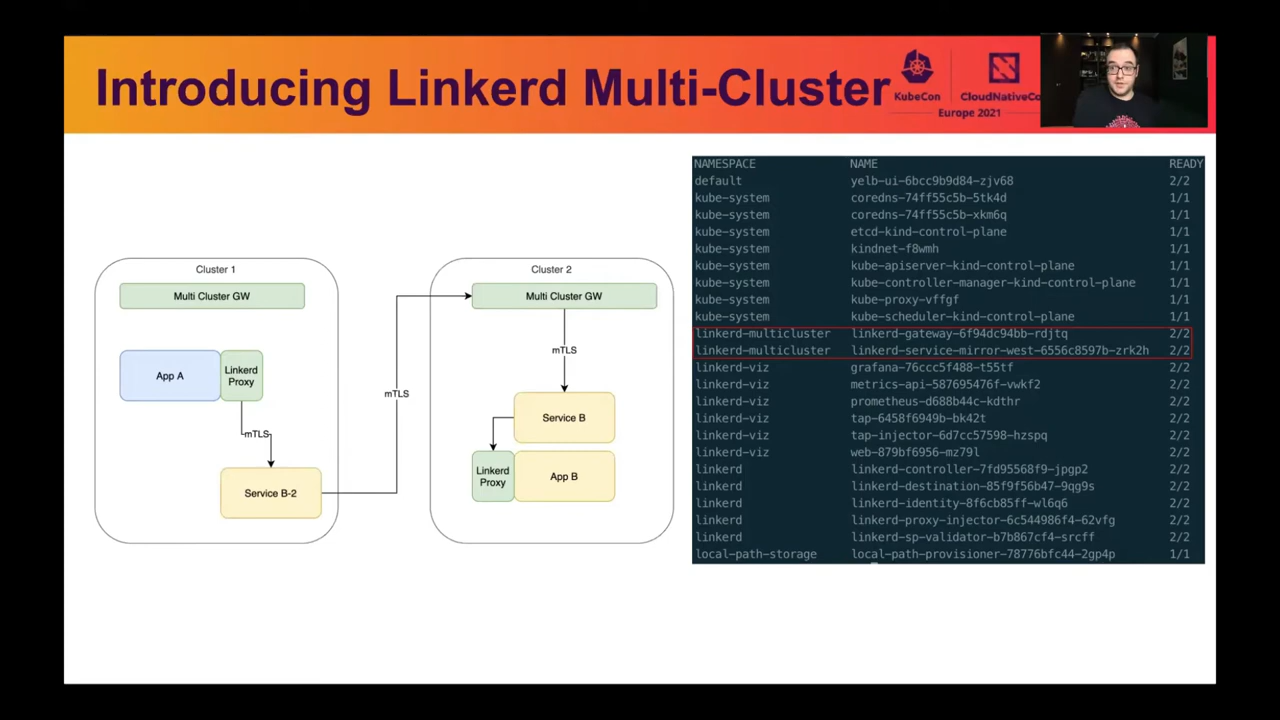 Introducing Linkerd Multi-Cluster
KubeCon
CloudNativeCo
Europe 2021
Cluster 1
Multi Cluster GW
App A
Linkerd
Proxy
mTLS
Service B-2
mTLS
Cluster 2
Multi Cluster GW
mTLS
Service B
Linkerd
Proxy
App B
NAMESPACE NAME READY
default yelb-ui-6bcc9b9d84-zjv68 2/2
kube-system coredns-74ff55c5b-5tk4d 1/1
kube-system coredns-74ff55c5b-xkm6q 1/1
kube-system etcd-kind-control-plane 1/1
kube-system kindnet-f8wmh 1/1
kube-system kube-apiserver-kind-control-plane 1/1
kube-system kube-controller-manager-kind-control-plane 1/1
kube-system kube-proxy-vffgf 1/1
kube-system kube-scheduler-kind-control-plane 1/1
linkerd-multicluster linkerd-gateway-6f94dc94bb-rdjtq 2/2
linkerd-multicluster linkerd-service-mirror-west-6556c8597b-zrk2h 2/2
linkerd-viz grafana-76ccc5f488-t55tf 2/2
linkerd-viz metrics-api-587695476f-vwkf2 2/2
linkerd-viz prometheus-d688b44c-kdthr 2/2
linkerd-viz tap-6458f6949b-bk42t 2/2
linkerd-viz tap-injector-6d7cc57598-hzspq 2/2
linkerd-viz web-879bf6956-mz79l 2/2
linkerd linkerd-controller-7fd95568f9-jpgp2 2/2
linkerd linkerd-destination-85f9f56b47-9qg9s 2/2
linkerd linkerd-identity-8f6cb85ff-wl6q6 2/2
linkerd linkerd-proxy-injector-6c544986f4-62vfg 2/2
linkerd linkerd-sp-validator-b7b867cf4-srcff 2/2
local-path-storage local-path-provisioner-78776bfc44-2gp4p 1/1